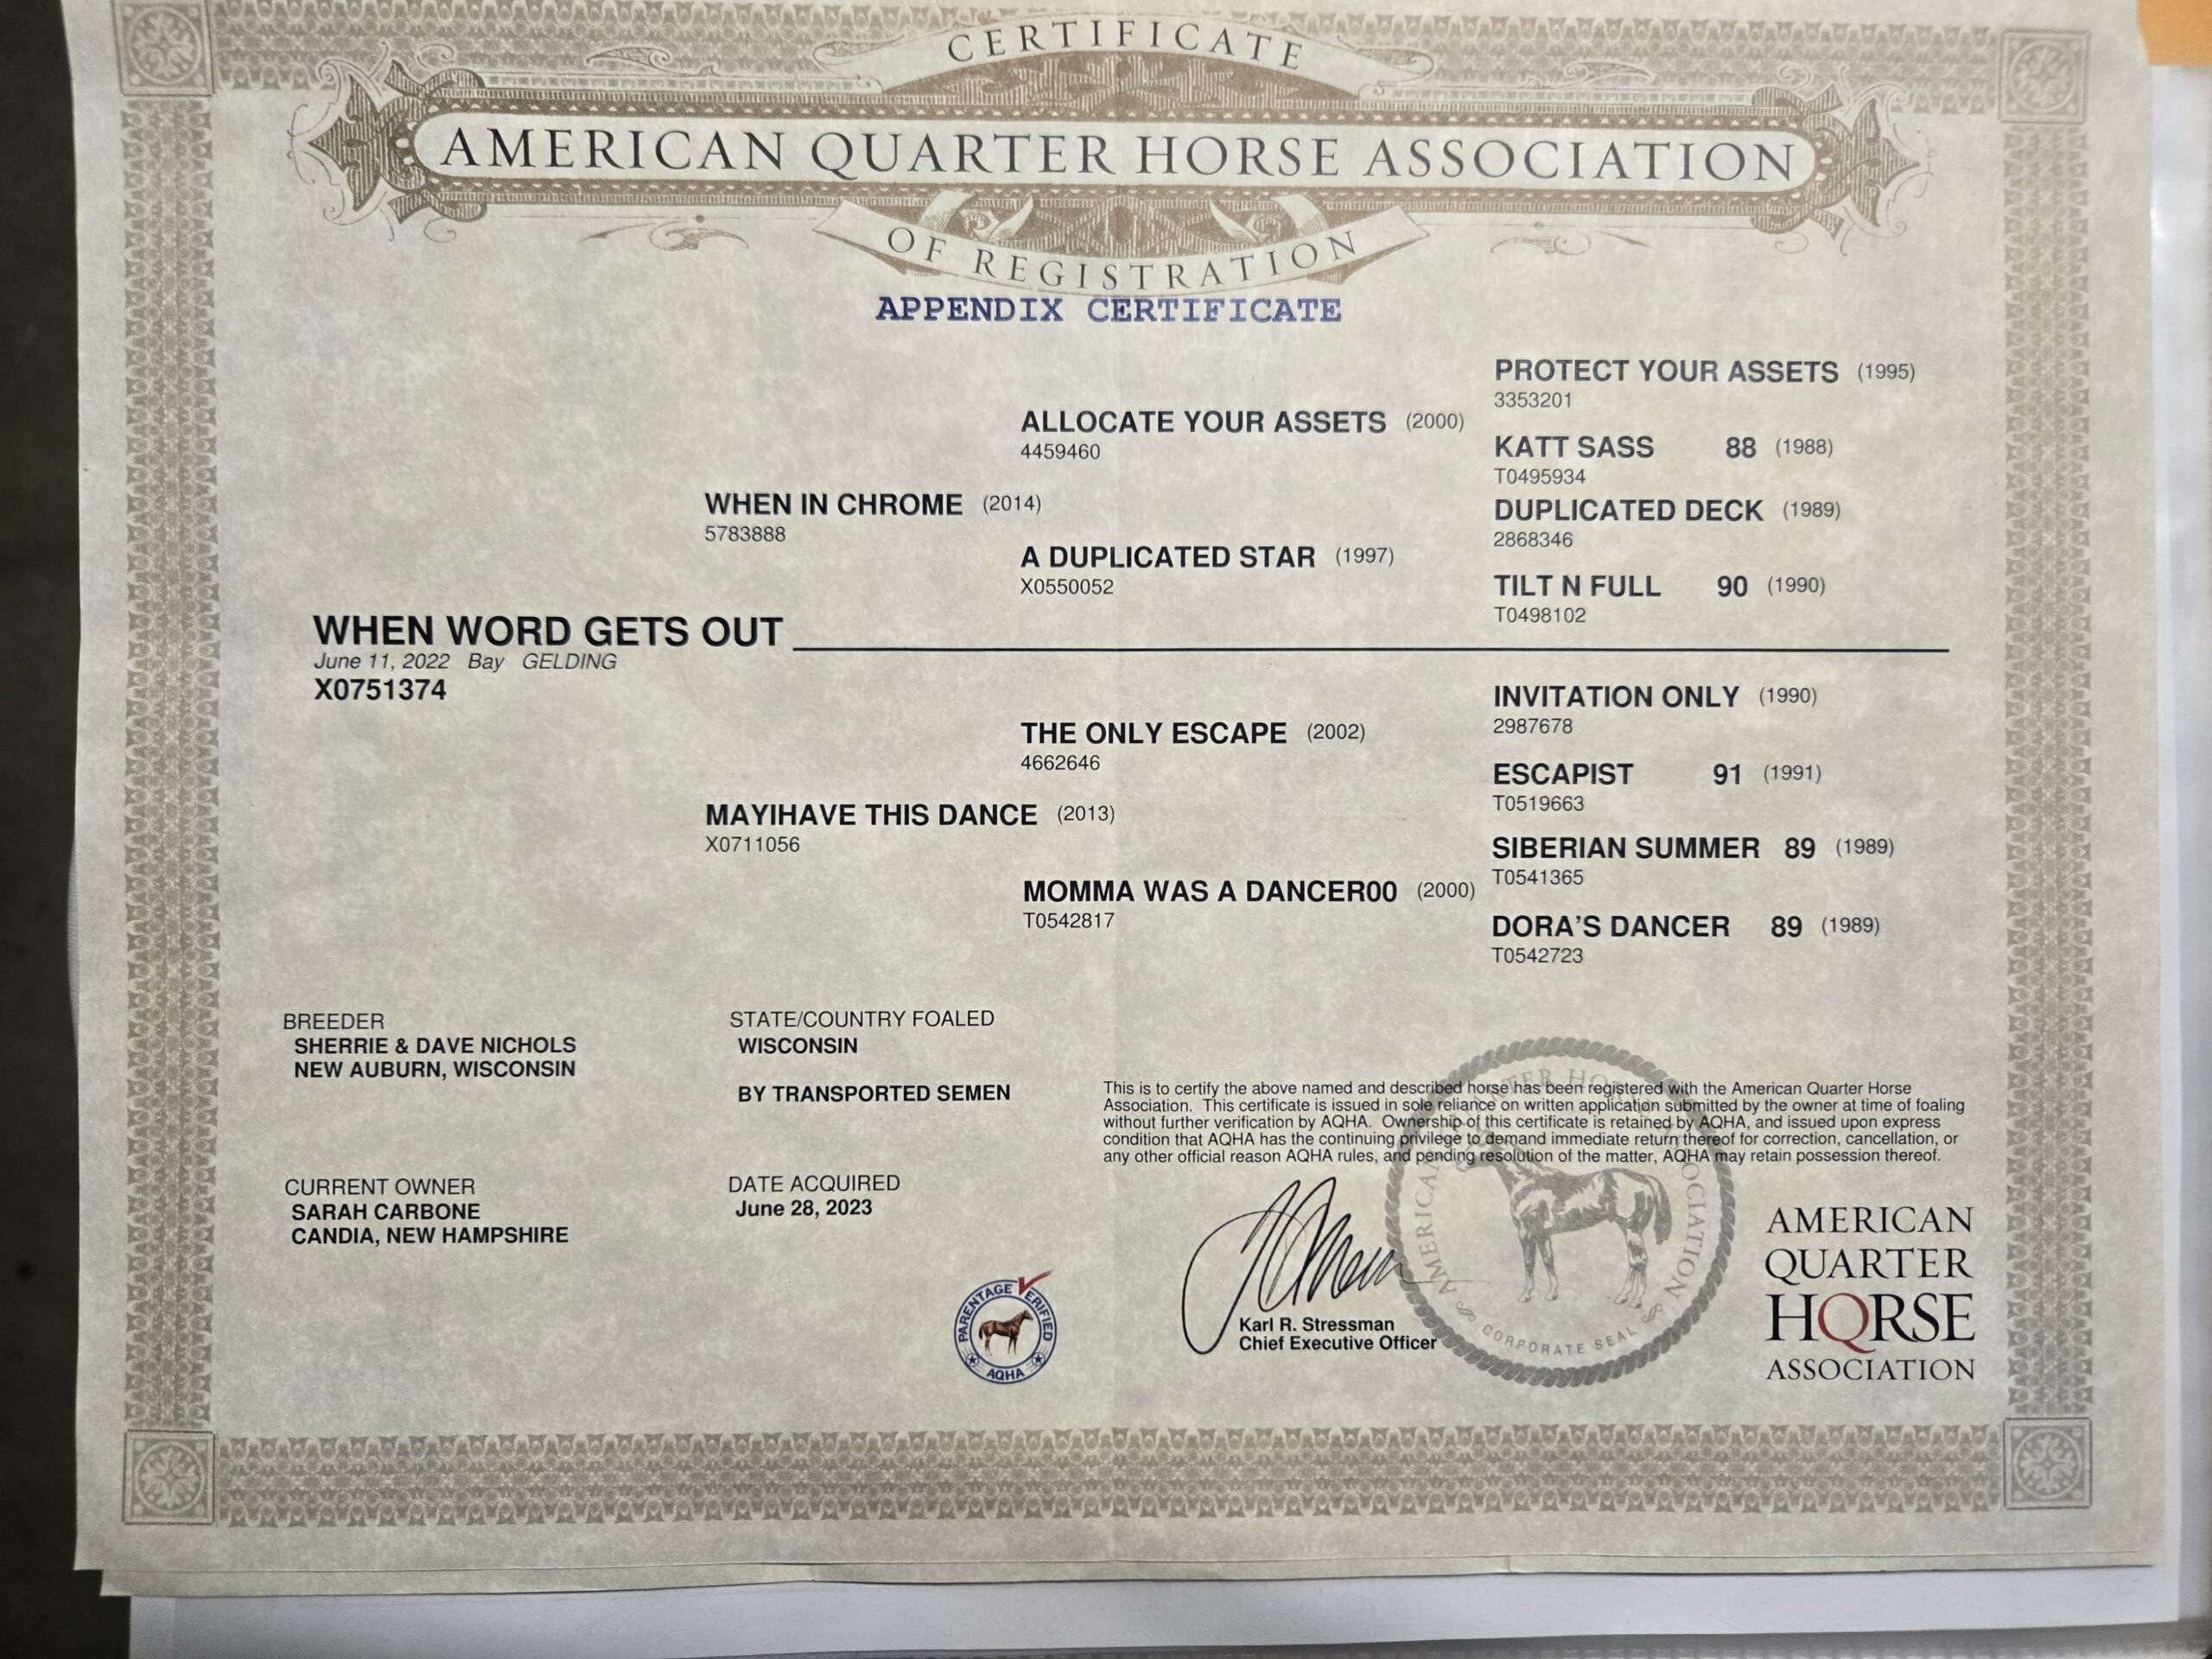 CERTIFICATE
AMERICAN QUARTER HORSE ASSOCIATION
OF REGISTRATION
APPENDIX CERTIFICATE
PROTECT YOUR ASSETS (1995)
3353201
ALLOCATE YOUR ASSETS (2000)
4459460
KATT SASS 88 (1988)
T0495934
WHEN IN CHROME (2014)
5783888
DUPLICATED DECK (1989)
2868346
A DUPLICATED STAR (1997)
X0550052
TILT N FULL 90 (1990)
T0498102
WHEN WORD GETS OUT
June 11, 2022 Bay GELDING
X0751374
INVITATION ONLY (1990)
2987678
THE ONLY ESCAPE (2002)
4662646
ESCAPIST 91 (1991)
T0519663
MAYIHAVE THIS DANCE (2013)
X0711056
SIBERIAN SUMMER 89 (1989)
T0541365
MOMMA WAS A DANCER00 (2000)
T0542817
DORA'S DANCER 89 (1989)
T0542723
BREEDER
SHERRIE & DAVE NICHOLS
NEW AUBURN, WISCONSIN
STATE/COUNTRY FOALED
WISCONSIN
BY TRANSPORTED SEMEN
This is to certify the above named and described horse has been registered with the American Quarter Horse
Association. This certificate is issued in sole reliance on written application submitted by the owner at time of foaling
without further verification by AQHA. Ownership of this certificate is retained by AQHA, and issued upon express
condition that AQHA has the continuing privilege to demand immediate return thereof for correction, cancellation, or
any other official reason AQHA rules, and pending resolution of the matter, AQHA may retain possession thereof.
CURRENT OWNER
SARAH CARBONE
CANDIA, NEW HAMPSHIRE
DATE ACQUIRED
June 28, 2023
PARENTAGE VERIFIED
AQHA
Karl R. Stressman
Chief Executive Officer
AMERICAN QUARTER HORSE ASSOCIATION
CORPORATE SEAL
AMERICAN
QUARTER
HORSE
ASSOCIATION